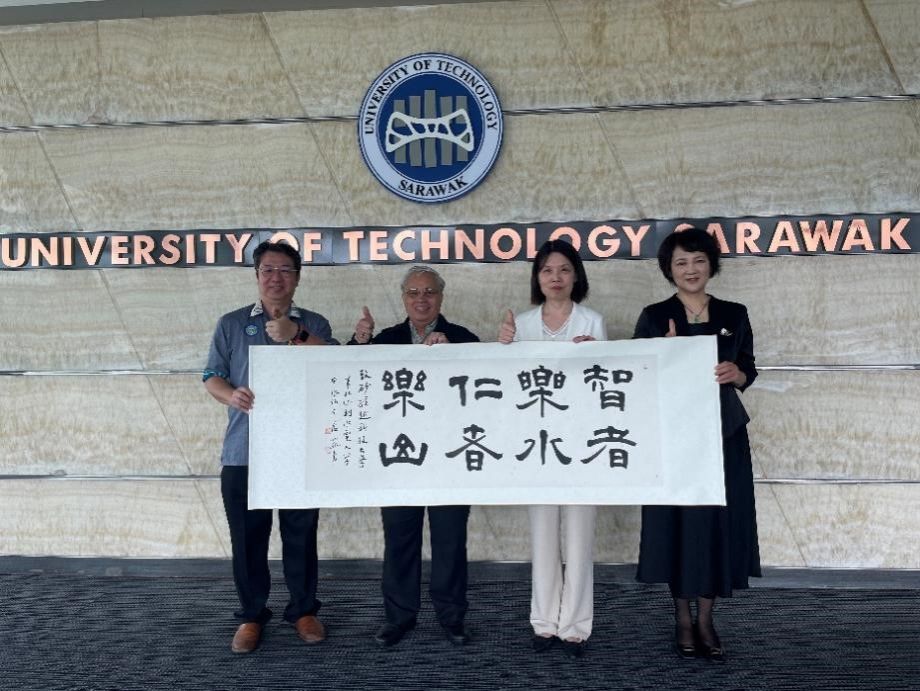 UNIVERSITY OF TECHNOLOGY
SARAWAK
UNIVERSITY OF TECHNOLOGY SARAWAK
智者
樂水
仁者
樂山